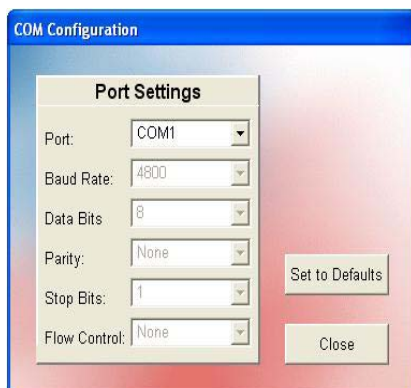 COM Configuration
Port Settings
Port: COM1
Baud Rate: 4800
Data Bits 8
Parity: None
Stop Bits: 1
Flow Control: None
Set to Defaults
Close